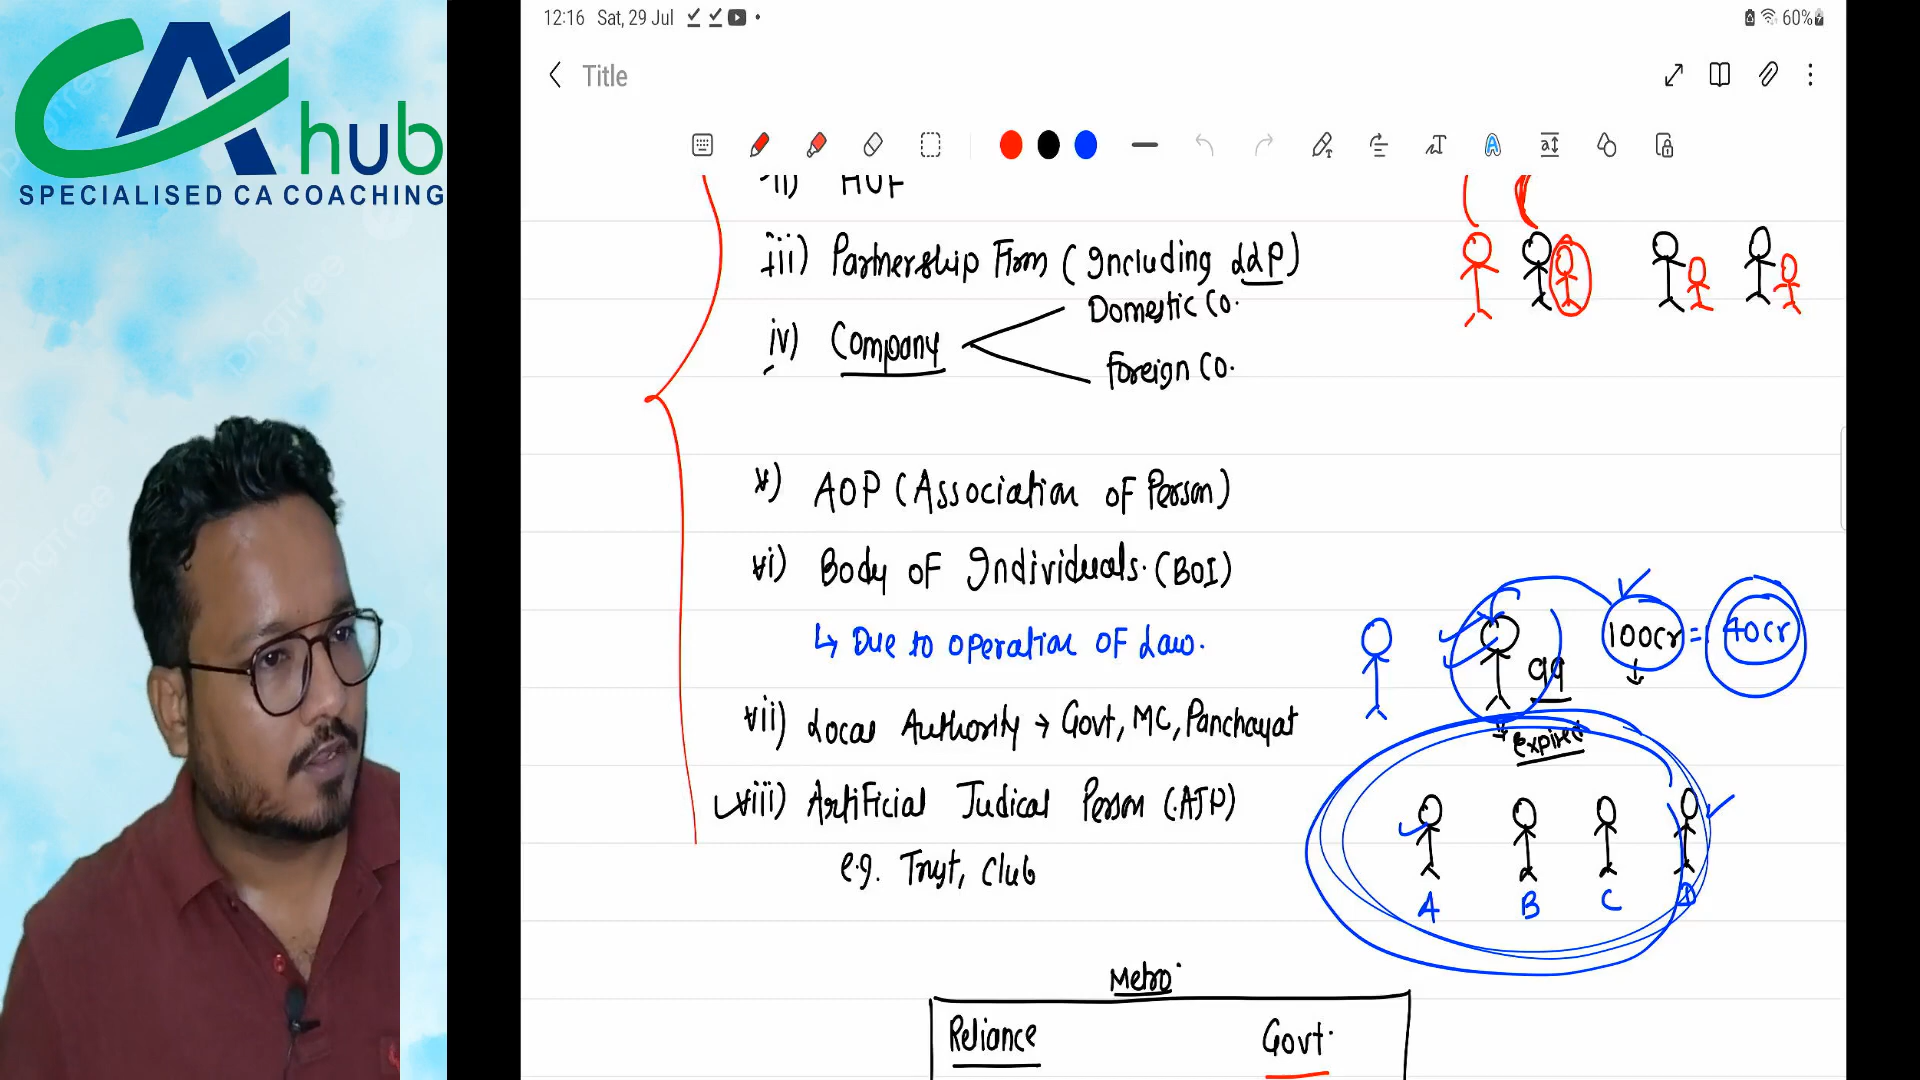 CA hub
SPECIALISED CA COACHING
12:16 Sat, 29 Jul
60%
Title
ii) HUF
iii) Partnership Firm (Including LLP)
iv) Company
Domestic Co.
Foreign Co.
v) AOP (Association of Person)
vi) Body of Individuals. (BOI)
↳ Due to operation of Law.
100cr = 40cr
99
expired
vii) Local Authority → Govt, MC, Panchayat
viii) Artificial Judical Person (AJP)
e.g. Trust, Club
A B C D
Metro
Reliance Govt.